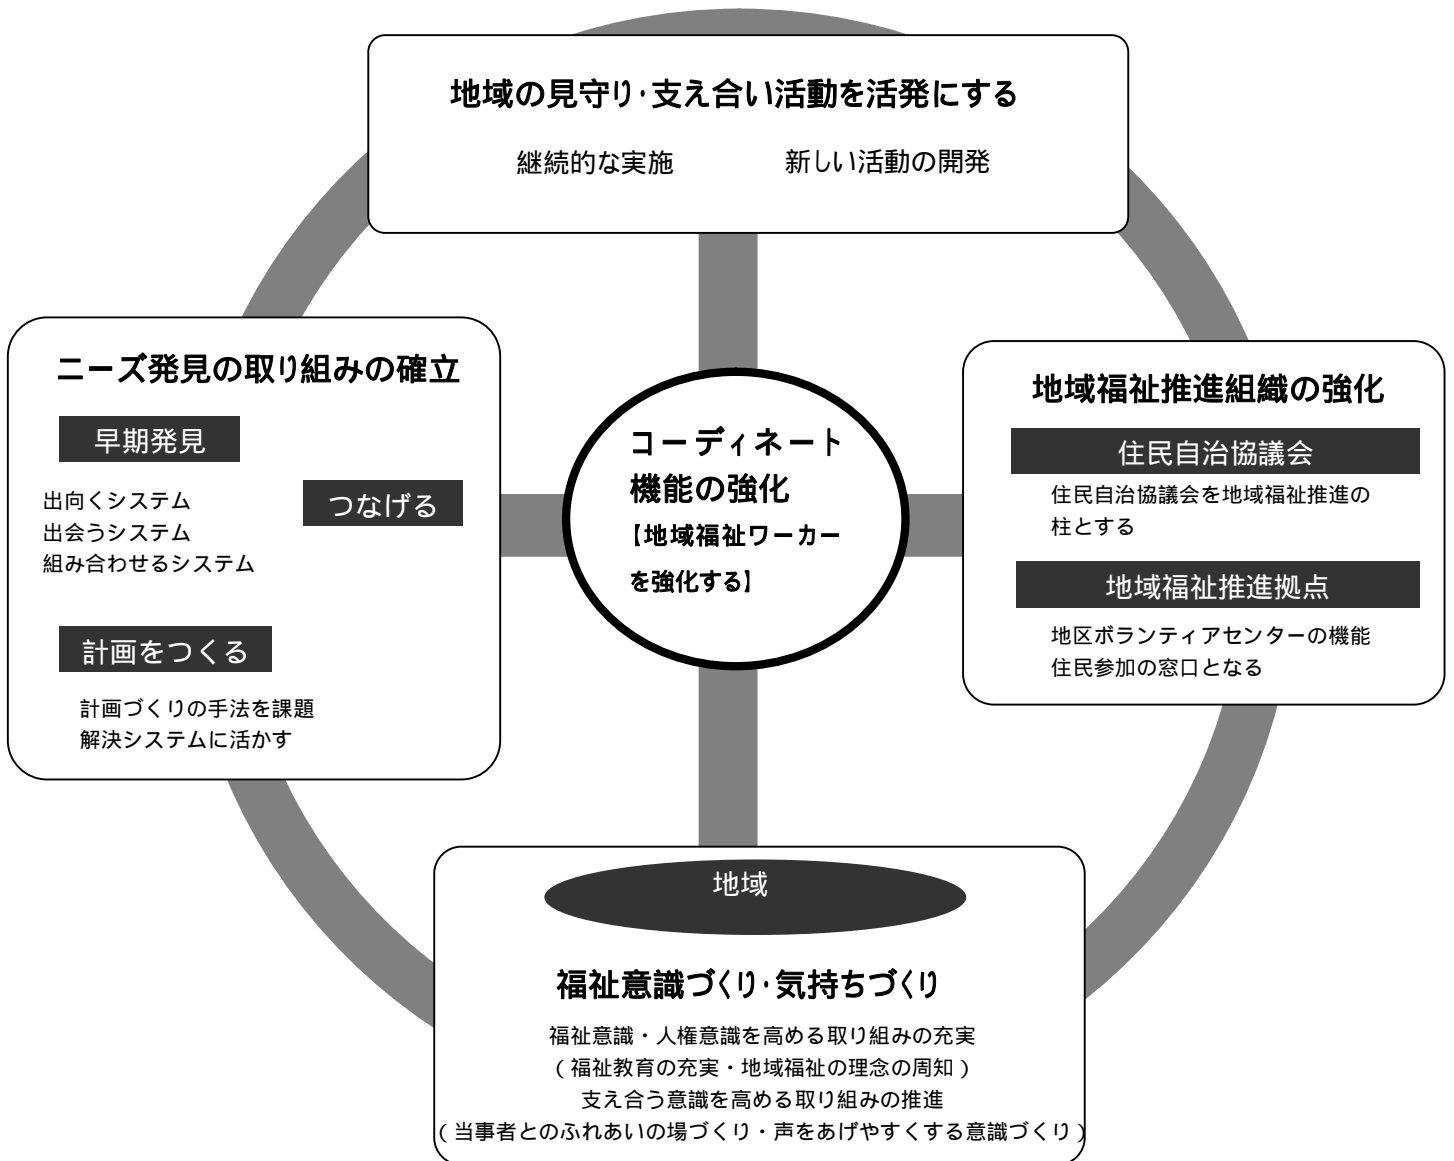 地域の見守り・支え合い活動を活発にする
継続的な実施　新しい活動の開発
ニーズ発見の取り組みの確立
早期発見
出向くシステム
出会うシステム
組み合わせるシステム
つなげる
計画をつくる
計画づくりの手法を課題
解決システムに活かす
コーディネート
機能の強化
【地域福祉ワーカー
を強化する】
地域福祉推進組織の強化
住民自治協議会
住民自治協議会を地域福祉推進の
柱とする
地域福祉推進拠点
地区ボランティアセンターの機能
住民参加の窓口となる
地域
福祉意識づくり・気持ちづくり
福祉意識・人権意識を高める取り組みの充実
（福祉教育の充実・地域福祉の理念の周知）
支え合う意識を高める取り組みの推進
（当事者とのふれあいの場づくり・声をあげやすくする意識づくり）